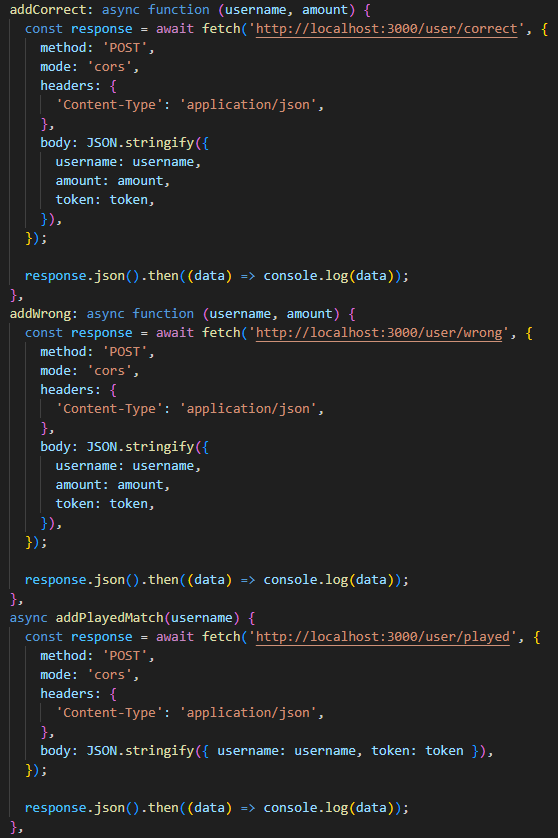 addCorrect: async function (username, amount) {
  const response = await fetch('http://localhost:3000/user/correct', {
    method: 'POST',
    mode: 'cors',
    headers: {
      'Content-Type': 'application/json',
    },
    body: JSON.stringify({
      username: username,
      amount: amount,
      token: token,
    }),
  });

  response.json().then((data) => console.log(data));
},
addWrong: async function (username, amount) {
  const response = await fetch('http://localhost:3000/user/wrong', {
    method: 'POST',
    mode: 'cors',
    headers: {
      'Content-Type': 'application/json',
    },
    body: JSON.stringify({
      username: username,
      amount: amount,
      token: token,
    }),
  });

  response.json().then((data) => console.log(data));
},
async addPlayedMatch(username) {
  const response = await fetch('http://localhost:3000/user/played', {
    method: 'POST',
    mode: 'cors',
    headers: {
      'Content-Type': 'application/json',
    },
    body: JSON.stringify({ username: username, token: token }),
  });

  response.json().then((data) => console.log(data));
},